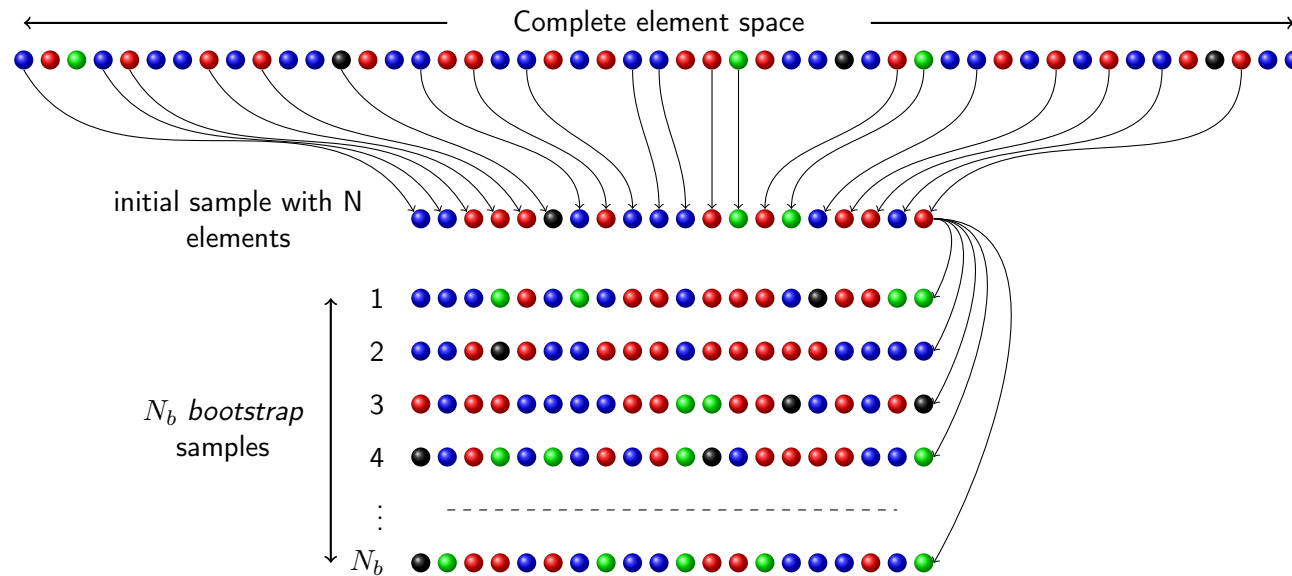 Complete element space
initial sample with N
elements
1
2
3
4
⋮
N_b
N_b bootstrap
samples